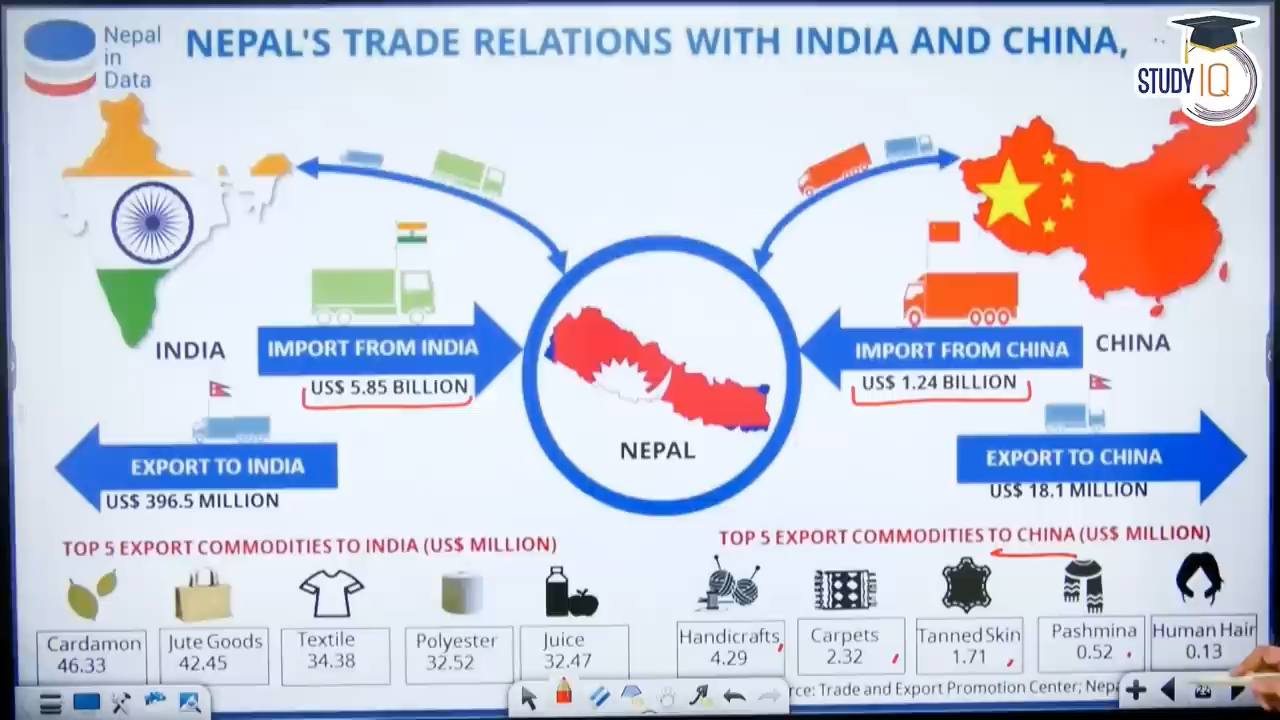 Nepal
in
Data
NEPAL'S TRADE RELATIONS WITH INDIA AND CHINA,
STUDY IQ
INDIA
CHINA
IMPORT FROM INDIA
US$ 5.85 BILLION
IMPORT FROM CHINA
US$ 1.24 BILLION
NEPAL
EXPORT TO INDIA
US$ 396.5 MILLION
EXPORT TO CHINA
US$ 18.1 MILLION
TOP 5 EXPORT COMMODITIES TO INDIA (US$ MILLION)
Cardamon
46.33
Jute Goods
42.45
Textile
34.38
Polyester
32.52
Juice
32.47
TOP 5 EXPORT COMMODITIES TO CHINA (US$ MILLION)
Handicrafts
4.29
Carpets
2.32
Tanned Skin
1.71
Pashmina
0.52
Human Hair
0.13
rce: Trade and Export Promotion Center; Nep